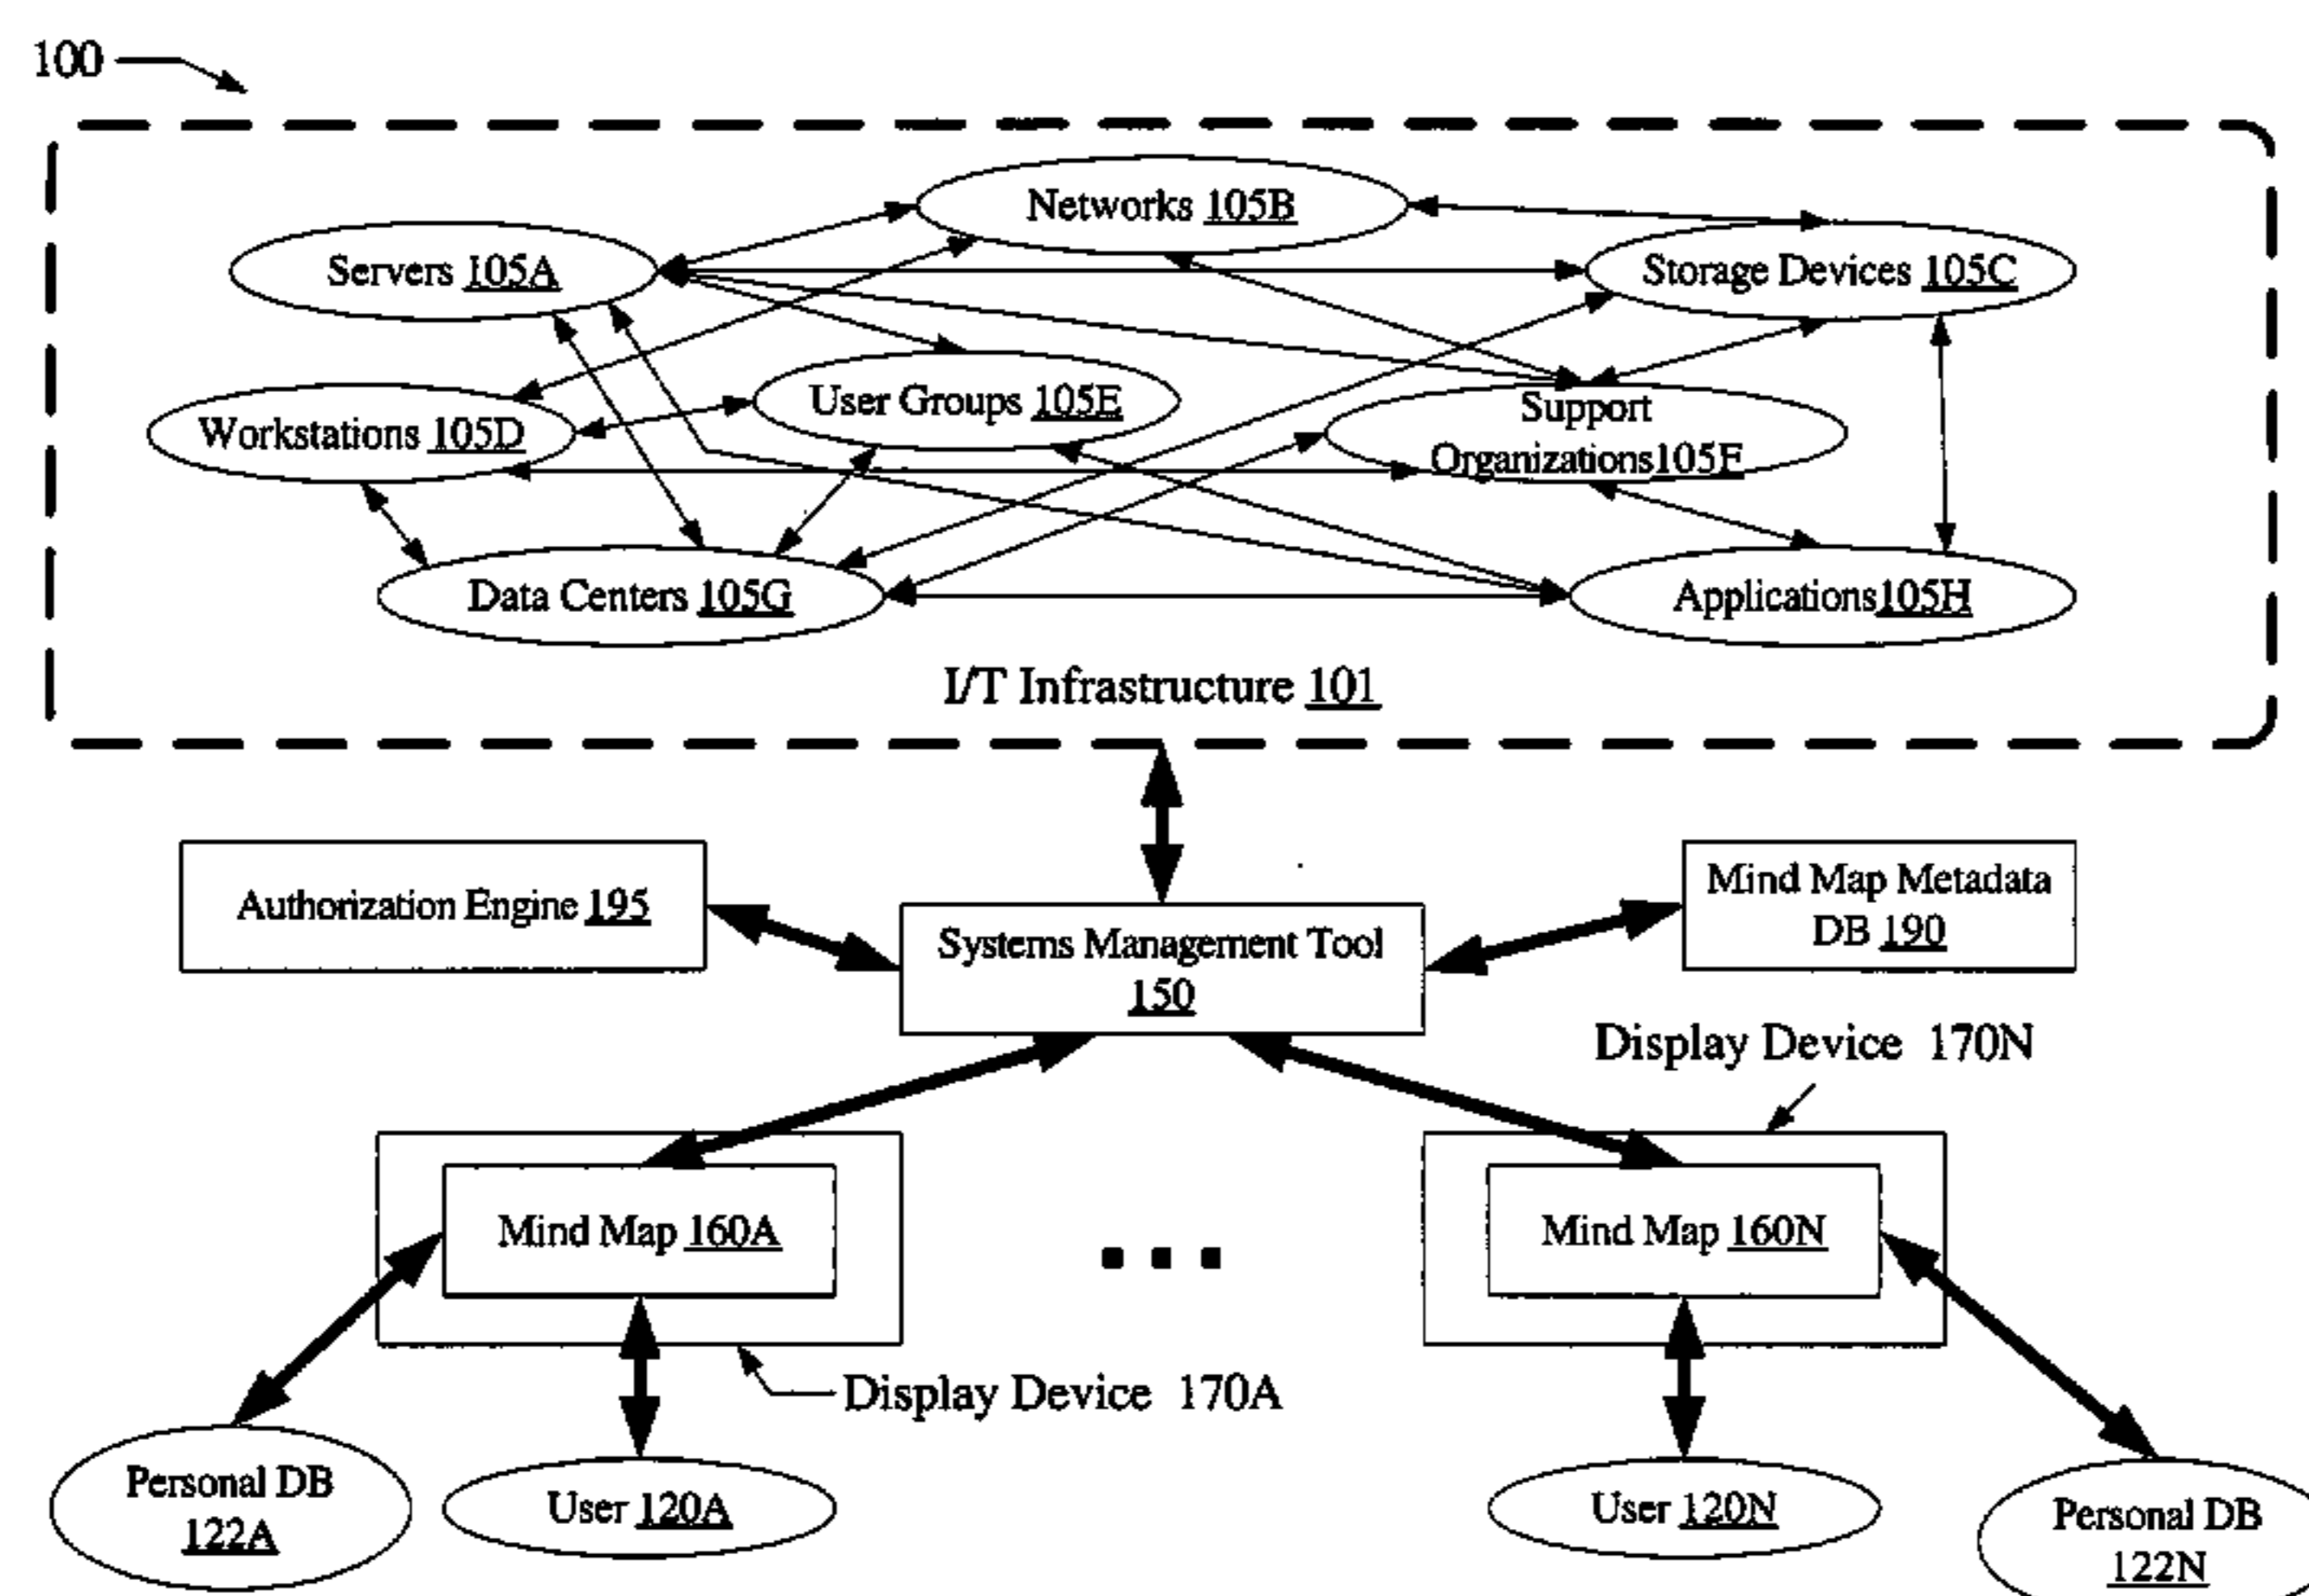 100
Networks 105B
Servers 105A
Storage Devices 105C
User Groups 105E
Support
Organizations105F
Workstations 105D
Data Centers 105G
Applications105H
I/T Infrastructure 101
Authorization Engine 195
Mind Map Metadata
DB 190
Systems Management Tool
150
Display Device 170N
Mind Map 160A
Mind Map 160N
Display Device 170A
Personal DB
122A
User 120A
User 120N
Personal DB
122N